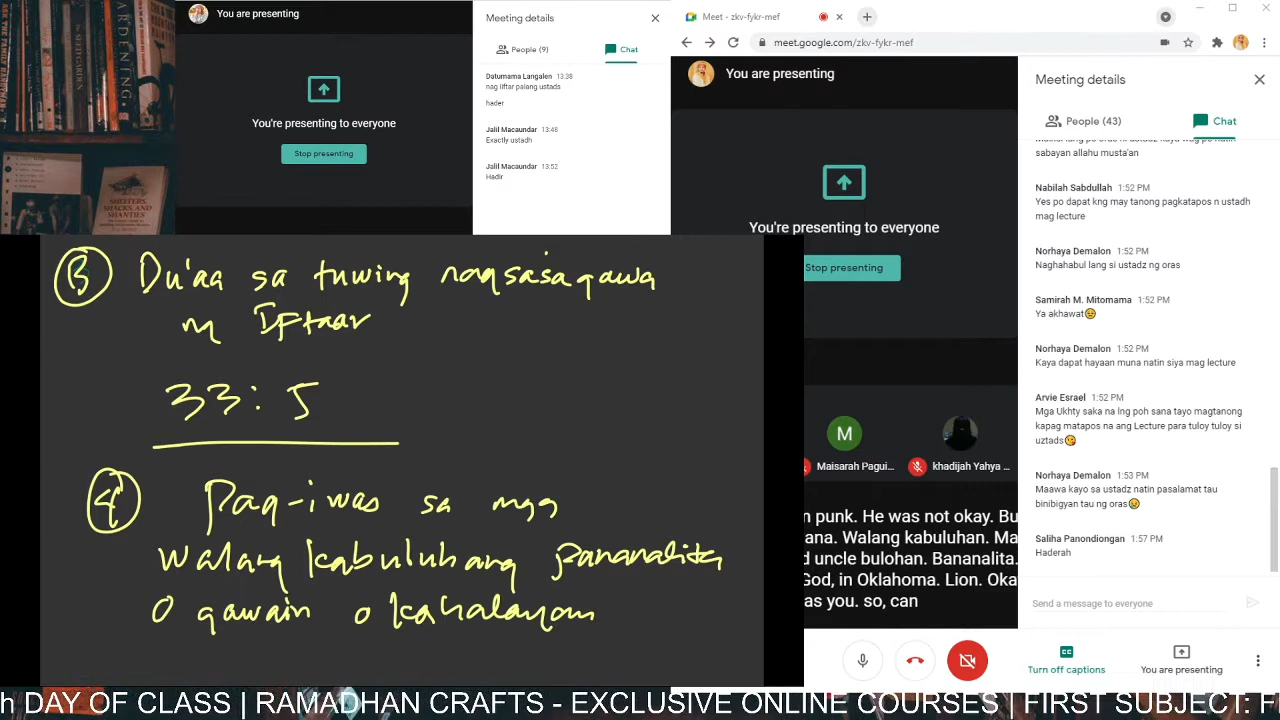 You are presenting
You're presenting to everyone
Stop presenting
Meeting details
People (9)
Chat
Datumama Langalen 13:38
nag iiftar palang ustads
hader
Jalil Macaundar 13:48
Exactly ustadh
Jalil Macaundar 13:52
Hadir
SHELTERS,
SHACKS, AND
SHANTIES
3 Du'aa sa tuwing nagsasagawa
ng Iftaar
33:5
4 Pag-iwas sa mga
walang kabuluhang pananalita
o gawain o kahalayan
Meet - zkv-fykr-mef
meet.google.com/zkv-fykr-mef
You are presenting
You're presenting to everyone
Stop presenting
Maisarah Pagui...
khadijah Yahya ...
n punk. He was not okay. Bu
ana. Walang kabuluhan. Ma
d uncle bulohan. Bananalita.
God, in Oklahoma. Lion. Oka
as you. so, can
Meeting details
People (43)
Chat
sabayan allahu musta'an
Nabilah Sabdullah 1:52 PM
Yes po dapat kng may tanong pagkatapos n ustadh
mag lecture
Norhaya Demalon 1:52 PM
Naghahabul lang si ustadz ng oras
Samirah M. Mitomama 1:52 PM
Ya akhawat😣
Norhaya Demalon 1:52 PM
Kaya dapat hayaan muna natin siya mag lecture
Arvie Esrael 1:52 PM
Mga Ukhty saka na lng poh sana tayo magtanong
kapag matapos na ang Lecture para tuloy tuloy si
uztads😘
Norhaya Demalon 1:53 PM
Maawa kayo sa ustadz natin pasalamat tau
binibigyan tau ng oras😢
Saliha Panondiongan 1:57 PM
Haderah
Send a message to everyone
Turn off captions
You are presenting
h DAY OF CLASS | RAMADHAN CRAFTS - EXCLUSIVE ONLINE COURSES | FIRST SUBJECT: F